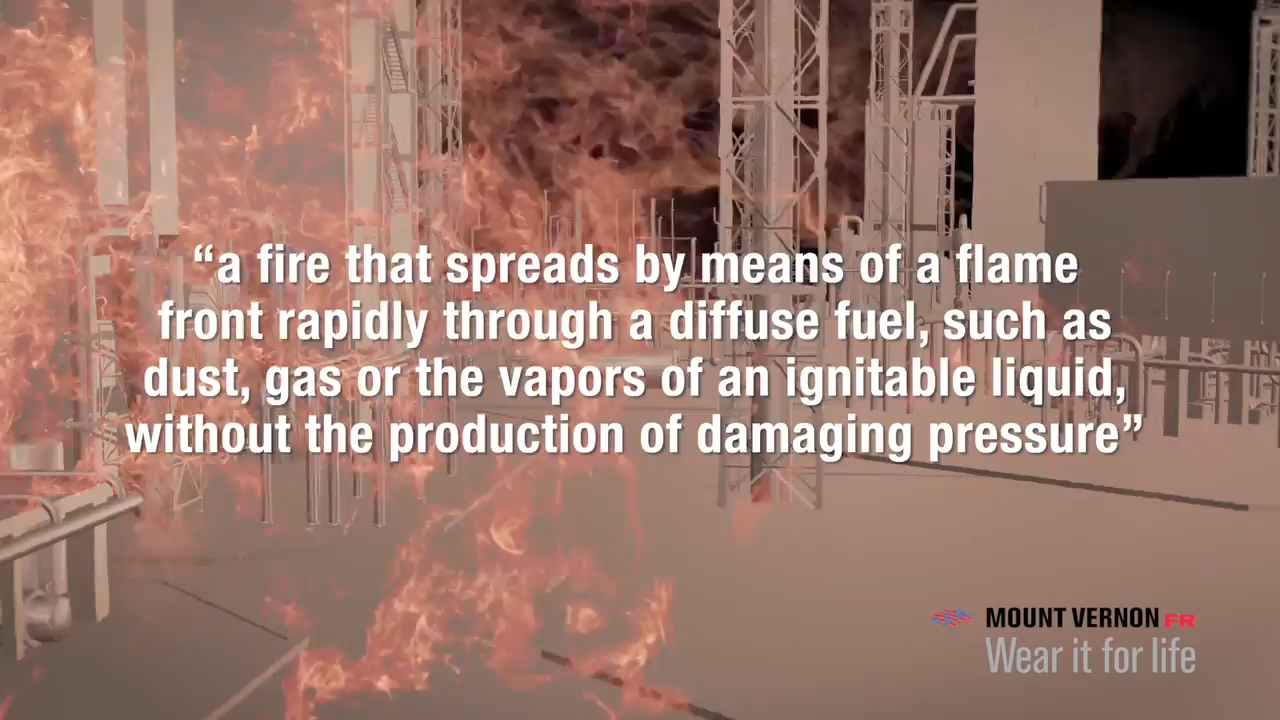 “a fire that spreads by means of a flame
front rapidly through a diffuse fuel, such as
dust, gas or the vapors of an ignitable liquid,
without the production of damaging pressure”
MOUNT VERNON FR
Wear it for life